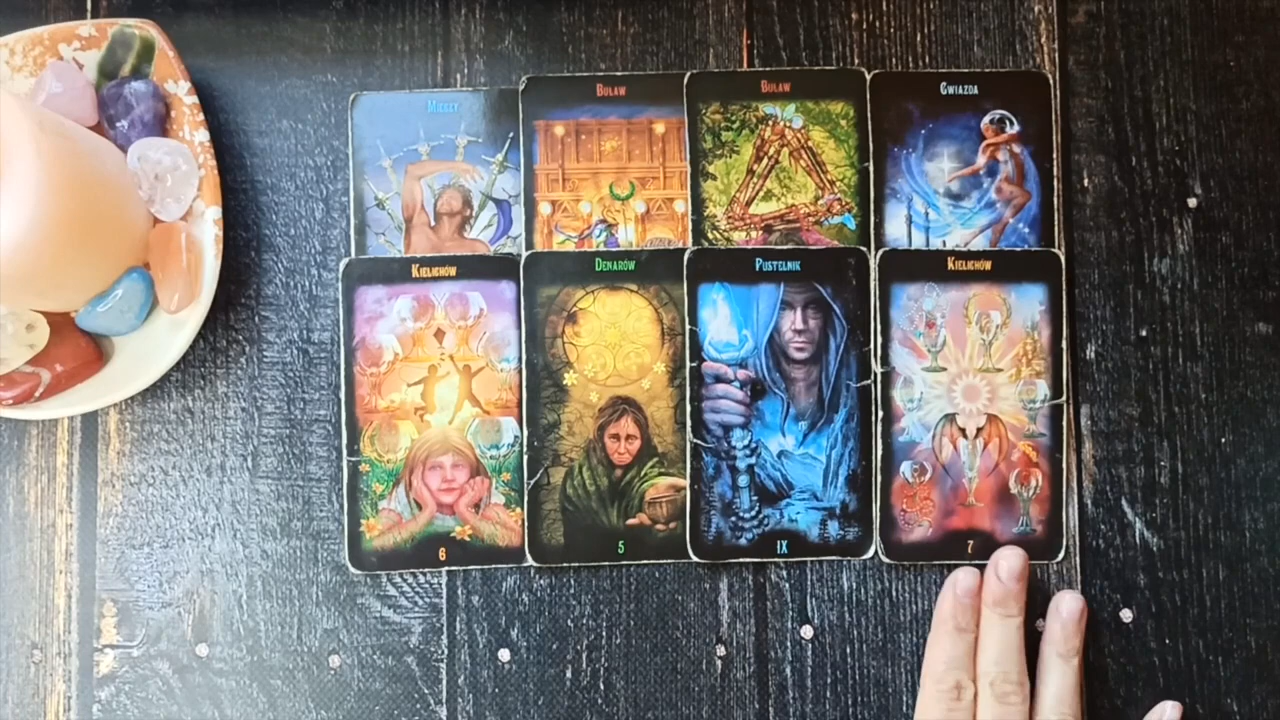 Mieczy
Buław
Buław
Gwiazda
Kielichów
6
Denarów
5
Pustelnik
IX
Kielichów
7